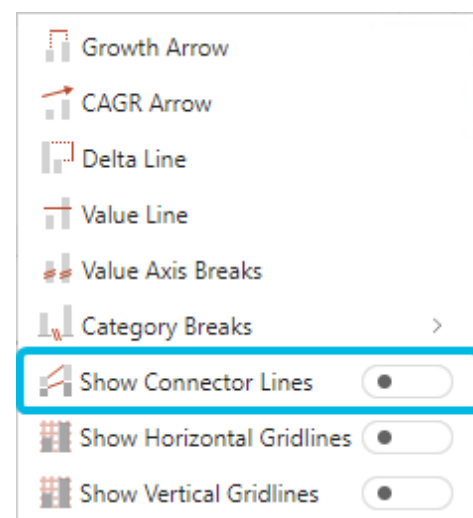 Growth Arrow
CAGR Arrow
Delta Line
Value Line
Value Axis Breaks
Category Breaks
Show Connector Lines
Show Horizontal Gridlines
Show Vertical Gridlines